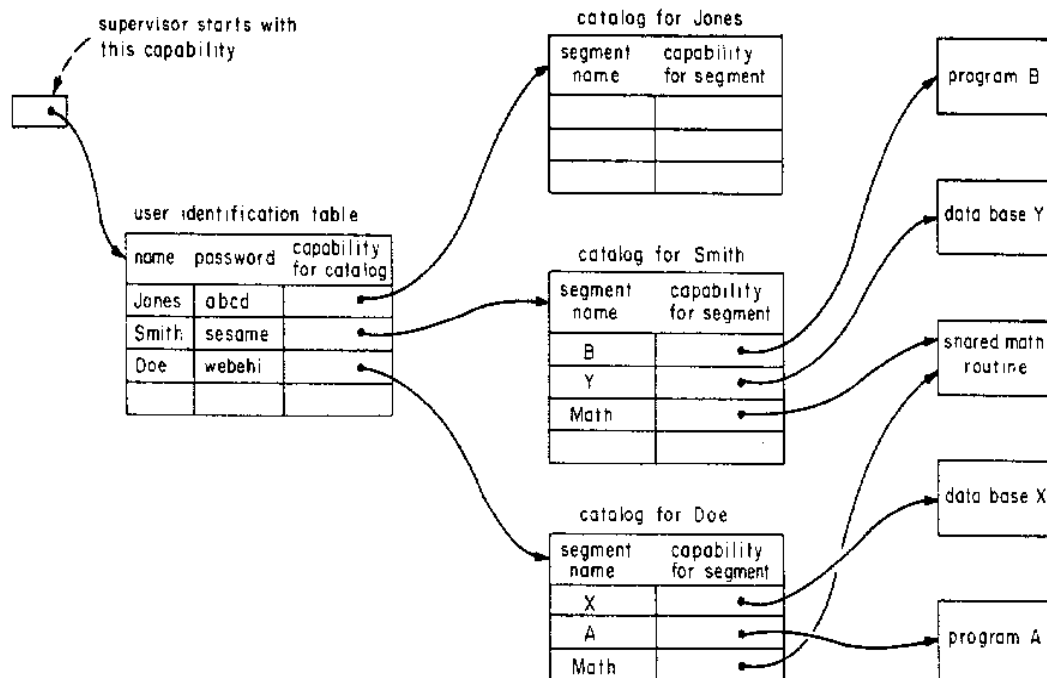 supervisor starts with
this capability
user identification table
name password capability
for catalog
Jones abcd
Smith sesame
Doe webehi
catalog for Jones
segment capability
name for segment
catalog for Smith
segment capability
name for segment
B
Y
Math
catalog for Doe
segment capability
name for segment
X
A
Math
program B
data base Y
shared math
routine
data base X
program A